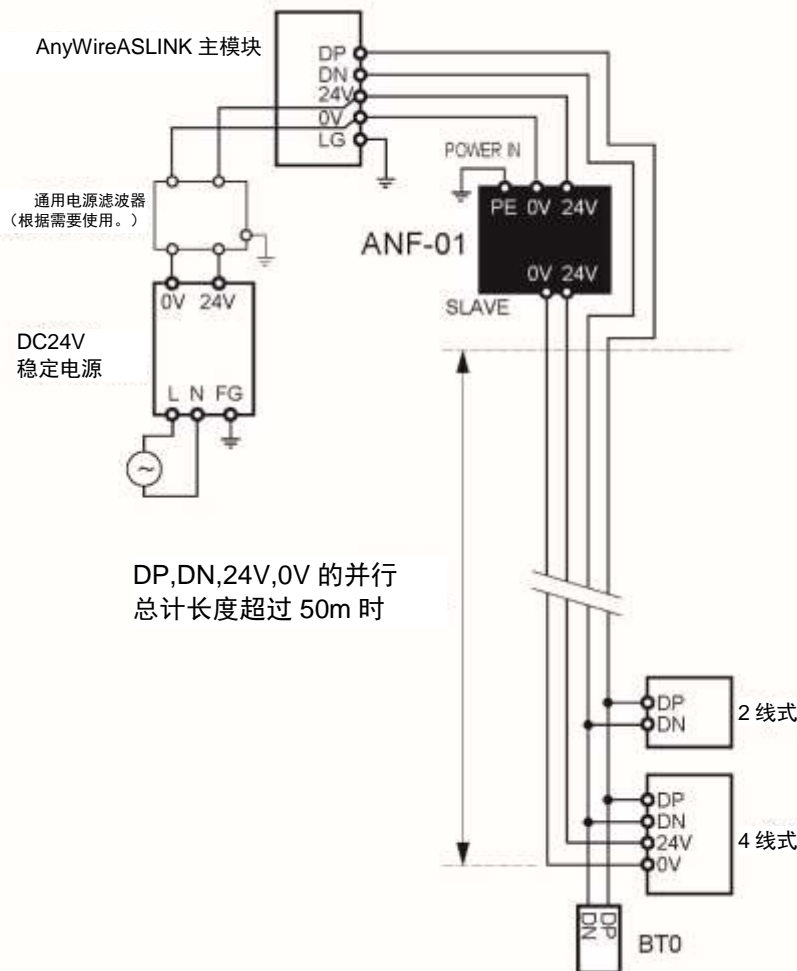 AnyWireASLINK 主模块
DP
DN
24V
0V
LG
POWER IN
通用电源滤波器
（根据需要使用。）
PE 0V 24V
ANF-01
0V 24V
SLAVE
0V 24V
DC24V
稳定电源
L N FG
DP,DN,24V,0V 的并行
总计长度超过 50m 时
DP
DN
2 线式
DP
DN
24V
0V
4 线式
DN
DP
BT0